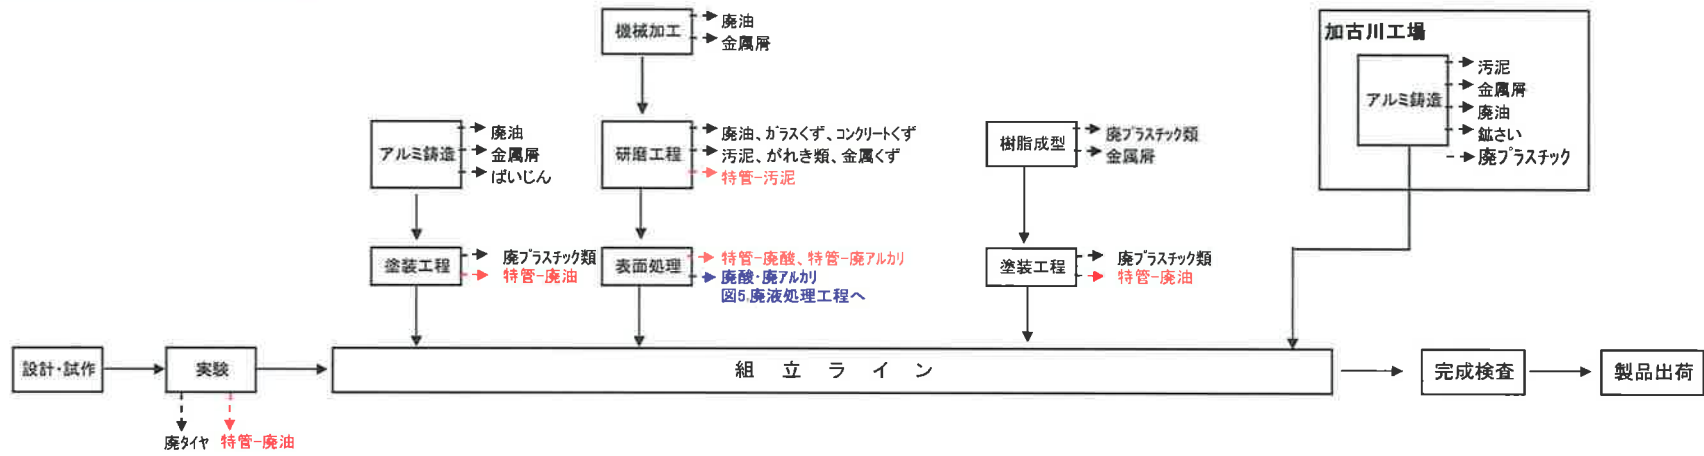 機械加工
廃油
金属屑
加古川工場
アルミ鋳造
汚泥
金属屑
廃油
鉱さい
廃プラスチック
アルミ鋳造
廃油
金属屑
ばいじん
研磨工程
廃油、ガラスくず、コンクリートくず
汚泥、がれき類、金属くず
特管-汚泥
樹脂成型
廃プラスチック類
金属屑
塗装工程
廃プラスチック類
特管-廃油
表面処理
特管-廃酸、特管-廃アルカリ
廃酸・廃アルカリ
図5.廃液処理工程へ
塗装工程
廃プラスチック類
特管-廃油
設計・試作
実験
組立ライン
完成検査
製品出荷
廃タイヤ
特管-廃油